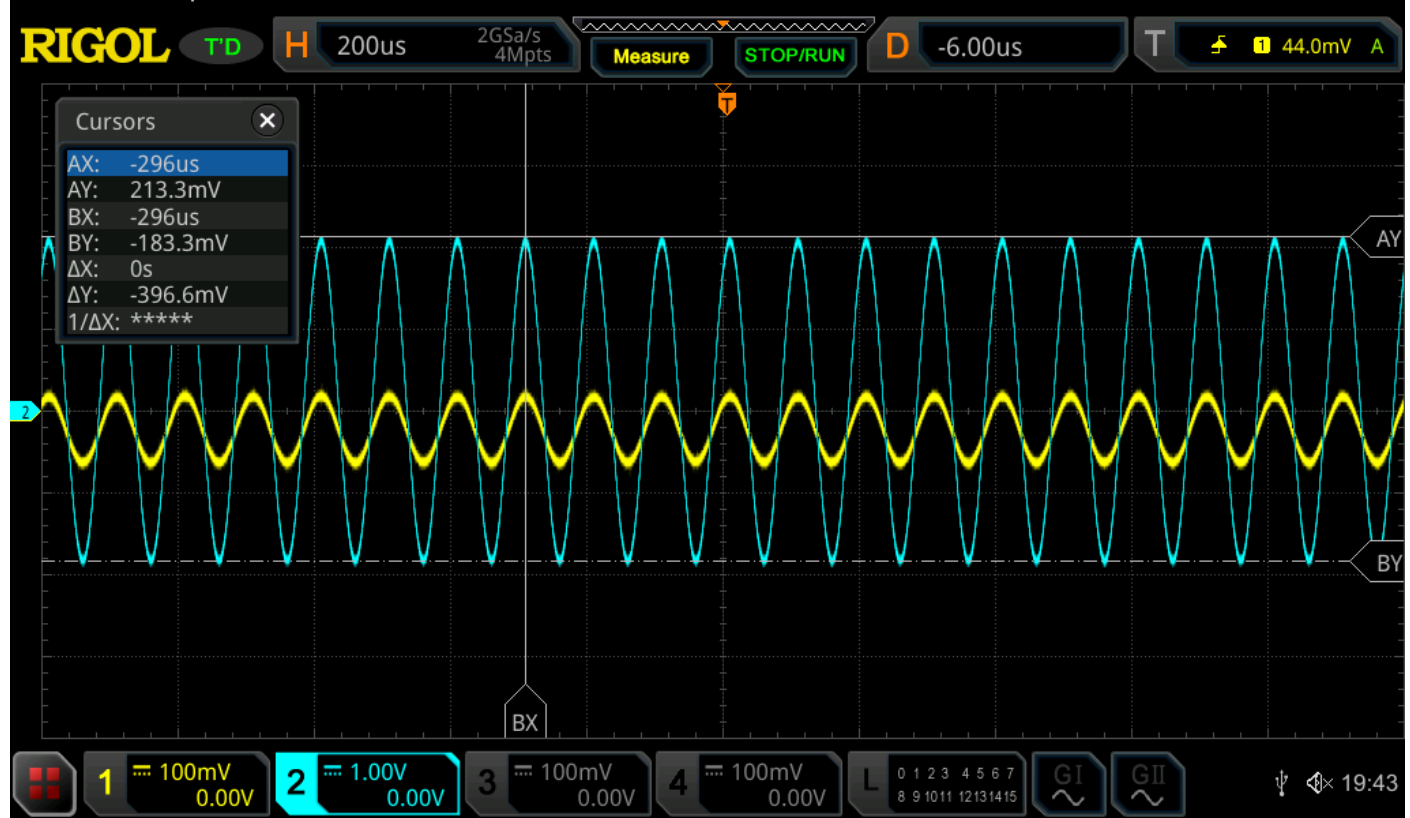 RIGOL T'D H 200us 2GSa/s 4Mpts Measure STOP/RUN D -6.00us T 1 44.0mV A
T
Cursors
AX: -296us
AY: 213.3mV
BX: -296us
BY: -183.3mV
ΔX: 0s
ΔY: -396.6mV
1/ΔX: *****
AY
2
BY
BX
1 100mV 0.00V
2 1.00V 0.00V
3 100mV 0.00V
4 100mV 0.00V
L 0 1 2 3 4 5 6 7
8 9 10 11 12 13 14 15
GI
GII
19:43